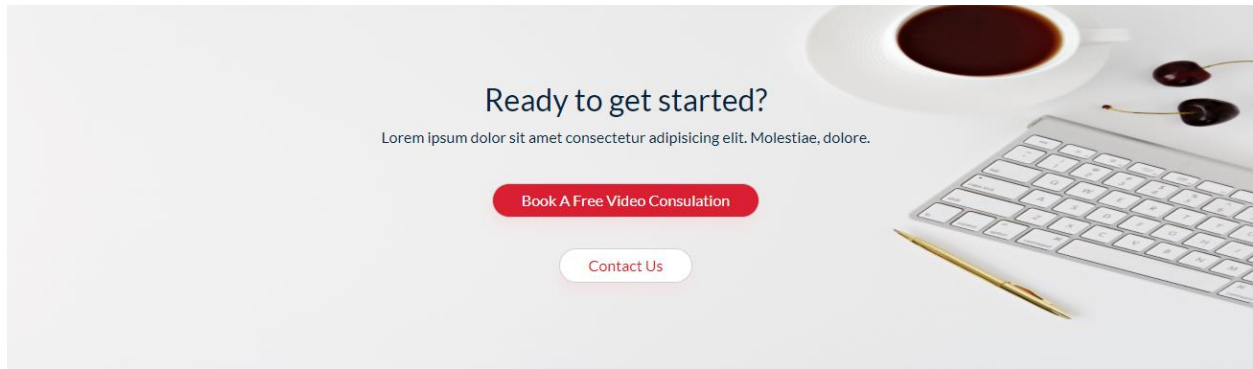 Ready to get started?
Lorem ipsum dolor sit amet consectetur adipisicing elit. Molestiae, dolore.
Book A Free Video Consulation
Contact Us